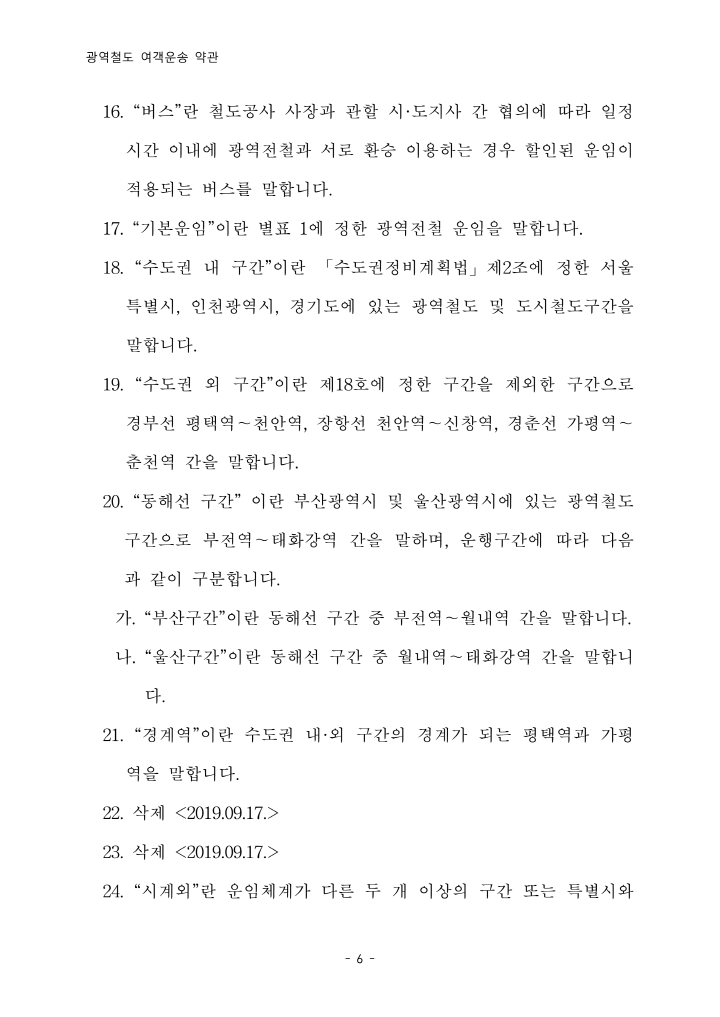 광역철도 여객운송 약관
16. “버스”란 철도공사 사장과 관할 시·도지사 간 협의에 따라 일정
시간 이내에 광역전철과 서로 환승 이용하는 경우 할인된 운임이
적용되는 버스를 말합니다.
17. “기본운임”이란 별표 1에 정한 광역전철 운임을 말합니다.
18. “수도권 내 구간”이란 「수도권정비계획법」제2조에 정한 서울
특별시, 인천광역시, 경기도에 있는 광역철도 및 도시철도구간을
말합니다.
19. “수도권 외 구간”이란 제18호에 정한 구간을 제외한 구간으로
경부선 평택역～천안역, 장항선 천안역～신창역, 경춘선 가평역～
춘천역 간을 말합니다.
20. “동해선 구간” 이란 부산광역시 및 울산광역시에 있는 광역철도
구간으로 부전역～태화강역 간을 말하며, 운행구간에 따라 다음
과 같이 구분합니다.
가. “부산구간”이란 동해선 구간 중 부전역～월내역 간을 말합니다.
나. “울산구간”이란 동해선 구간 중 월내역～태화강역 간을 말합니
다.
21. “경계역”이란 수도권 내·외 구간의 경계가 되는 평택역과 가평
역을 말합니다.
22. 삭제 <2019.09.17.>
23. 삭제 <2019.09.17.>
24. “시계외”란 운임체계가 다른 두 개 이상의 구간 또는 특별시와
- 6 -